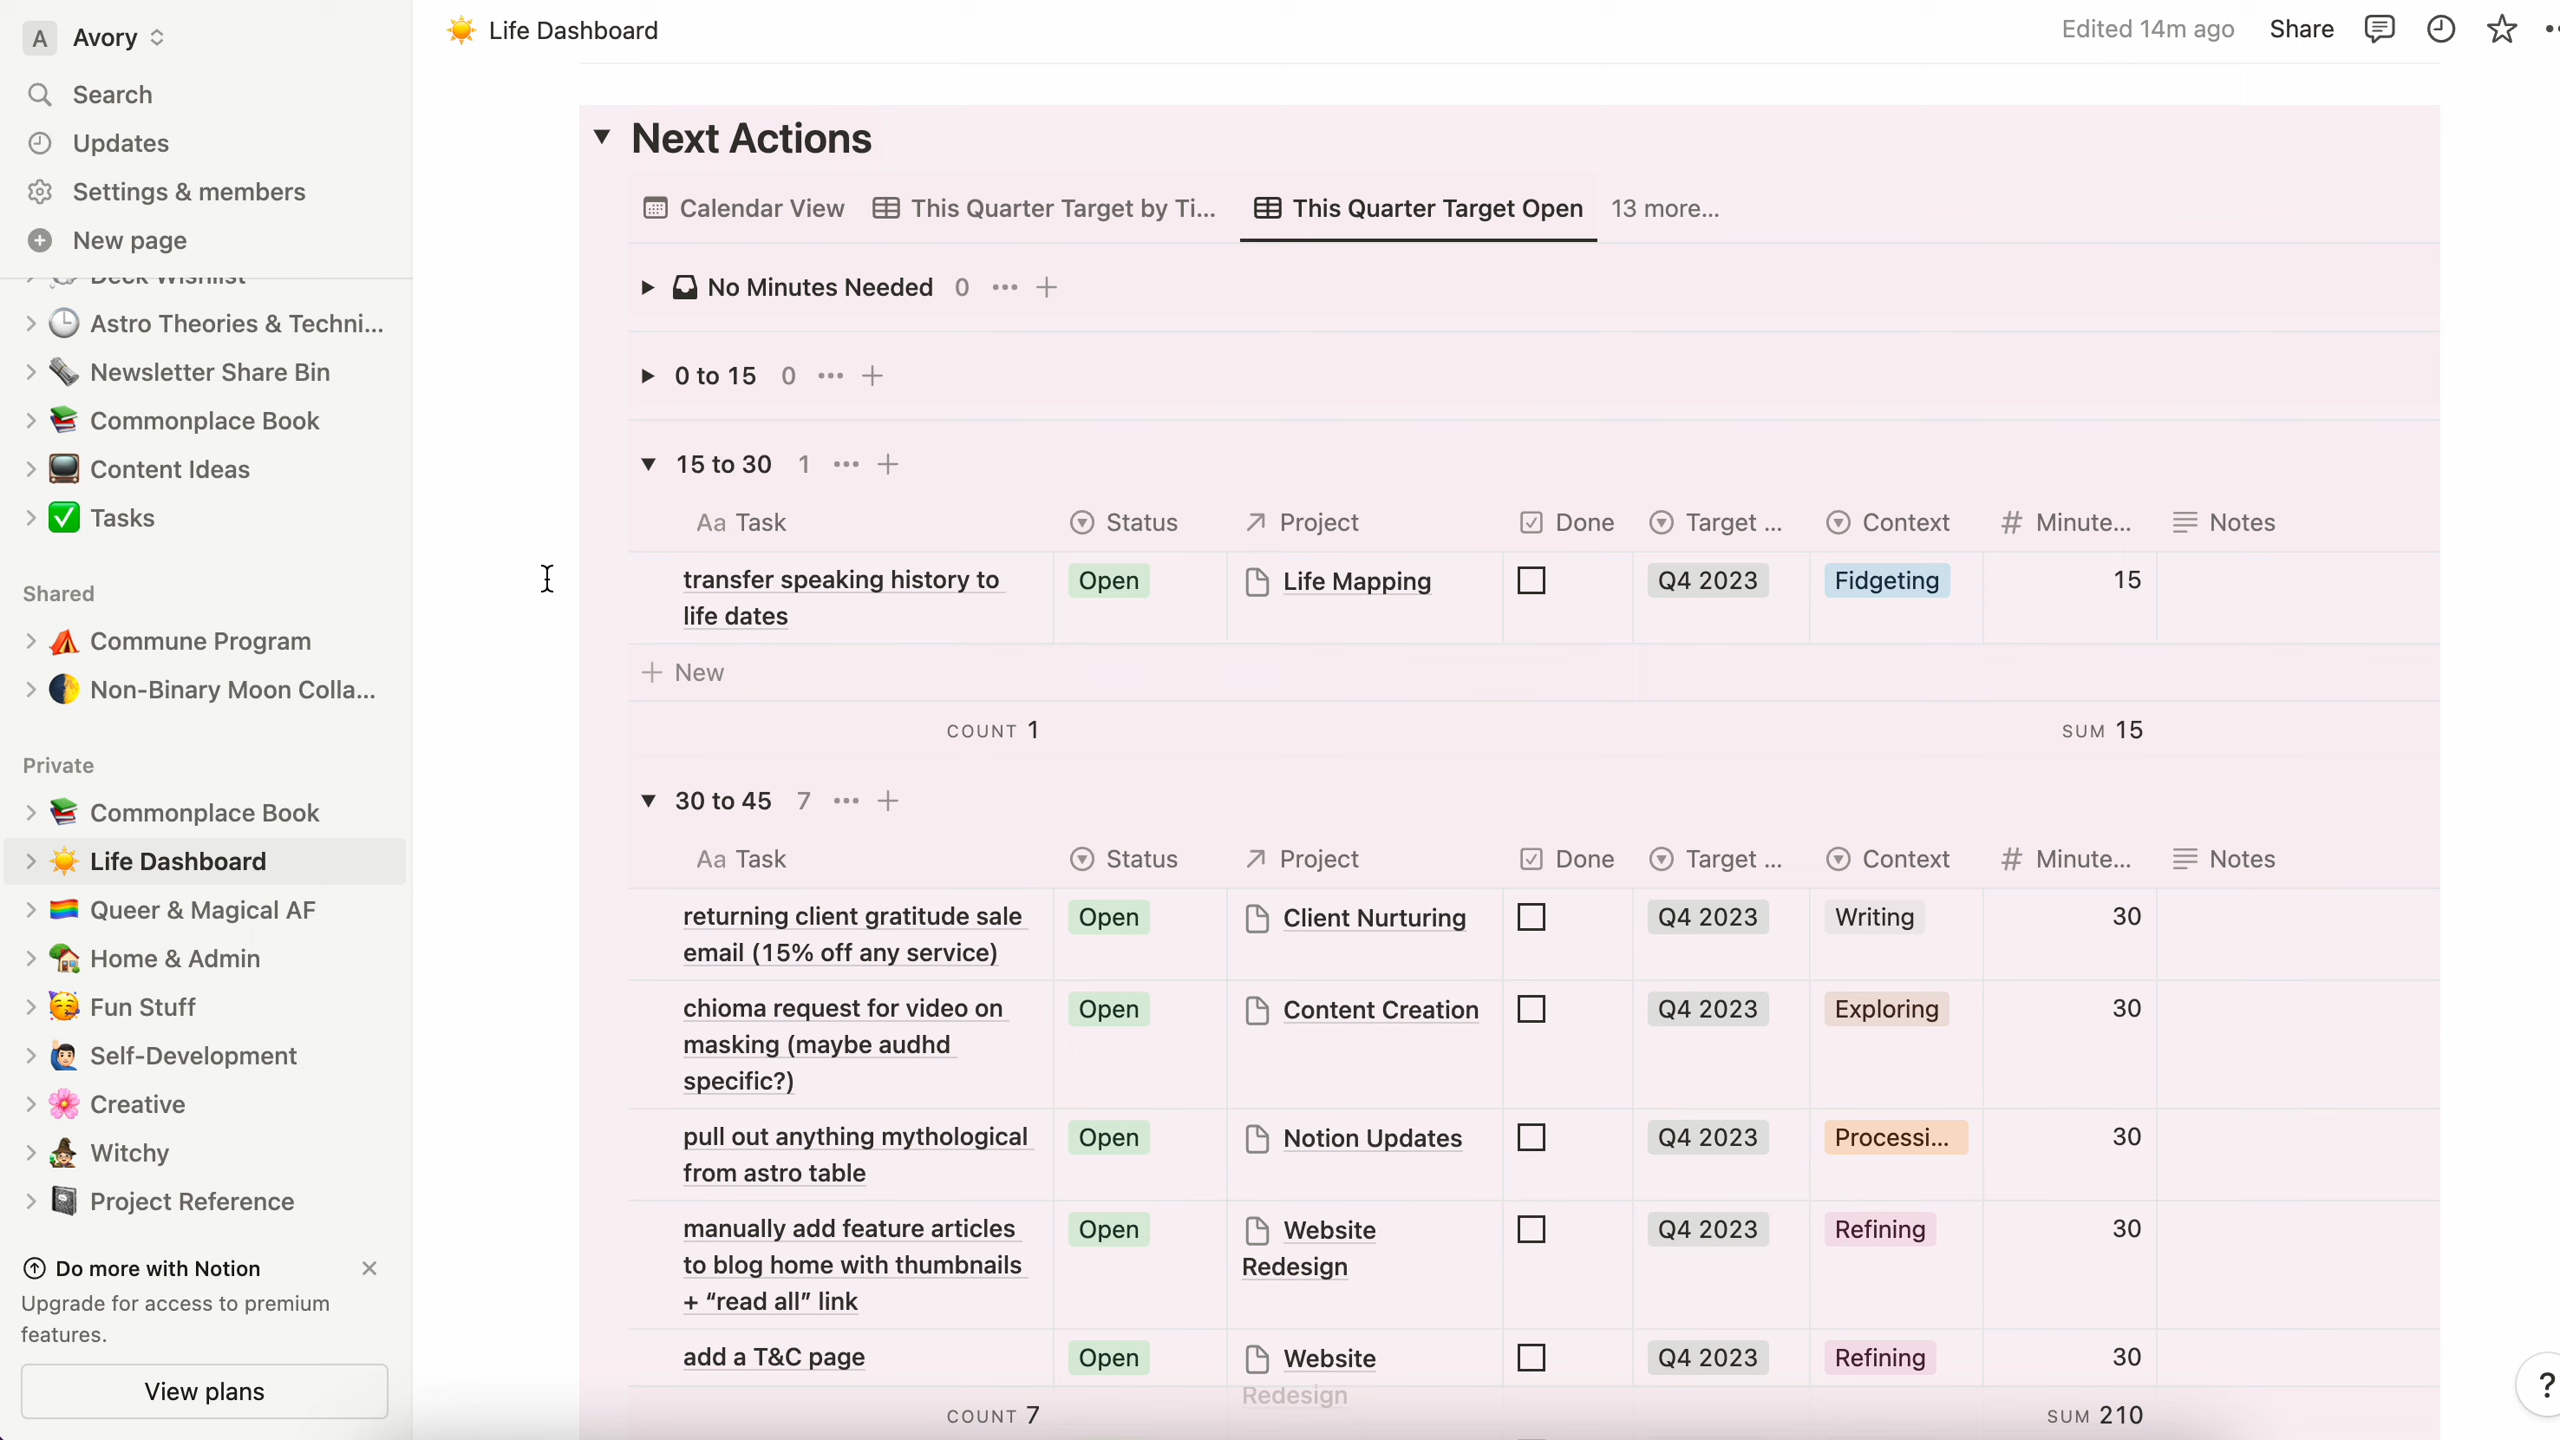 A Avory
Search
Updates
Settings & members
New page
Deck Wishlist
Astro Theories & Techni...
Newsletter Share Bin
Commonplace Book
Content Ideas
Tasks
Shared
Commune Program
Non-Binary Moon Colla...
Private
Commonplace Book
Life Dashboard
Queer & Magical AF
Home & Admin
Fun Stuff
Self-Development
Creative
Witchy
Project Reference
Do more with Notion
Upgrade for access to premium
features.
View plans
Life Dashboard
Edited 14m ago Share
Next Actions
Calendar View This Quarter Target by Ti... This Quarter Target Open 13 more...
No Minutes Needed 0
0 to 15 0
15 to 30 1
Aa Task Status Project Done Target ... Context # Minute... Notes
transfer speaking history to Open Life Mapping Q4 2023 Fidgeting 15
life dates
New
COUNT 1 SUM 15
30 to 45 7
Aa Task Status Project Done Target ... Context # Minute... Notes
returning client gratitude sale Open Client Nurturing Q4 2023 Writing 30
email (15% off any service)
chioma request for video on Open Content Creation Q4 2023 Exploring 30
masking (maybe audhd
specific?)
pull out anything mythological Open Notion Updates Q4 2023 Processi... 30
from astro table
manually add feature articles Open Website Q4 2023 Refining 30
to blog home with thumbnails Redesign
+ “read all” link
add a T&C page Open Website Q4 2023 Refining 30
Redesign
COUNT 7 SUM 210
?